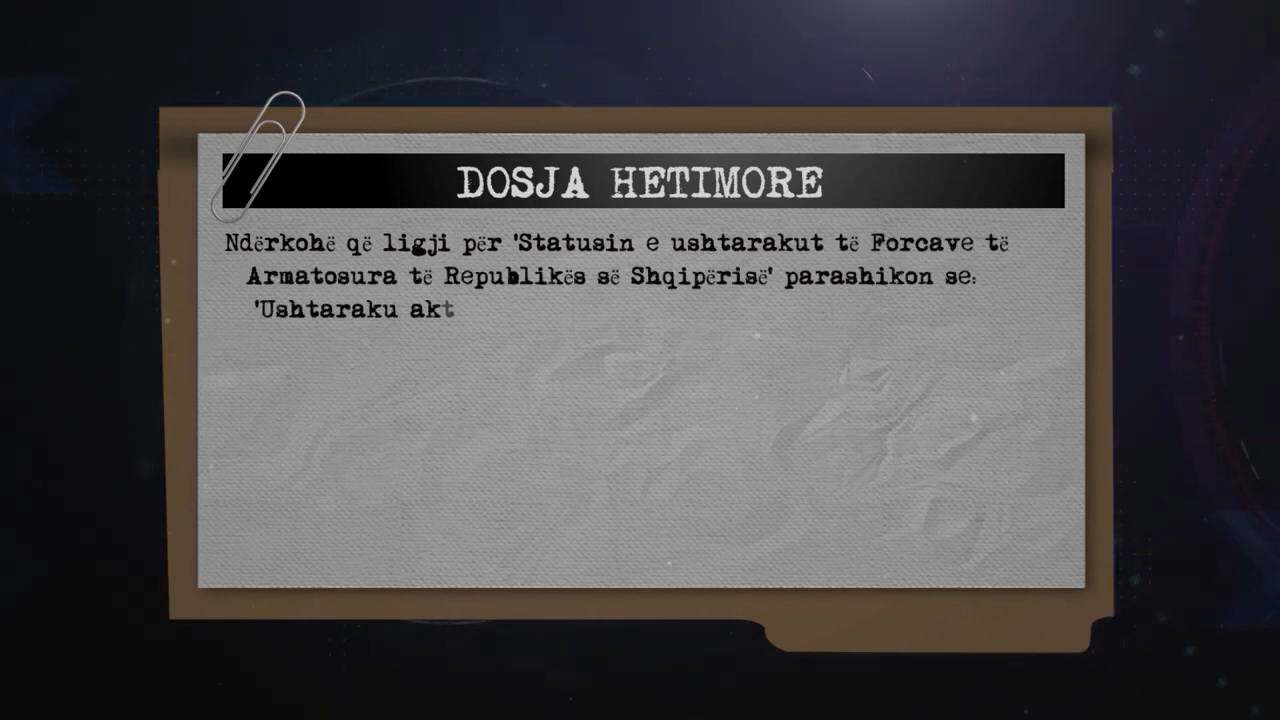 DOSJA HETIMORE
Ndërkohë që ligji për 'Statusin e ushtarakut të Forcave të
Armatosura të Republikës së Shqipërisë' parashikon se:
'Ushtaraku akt